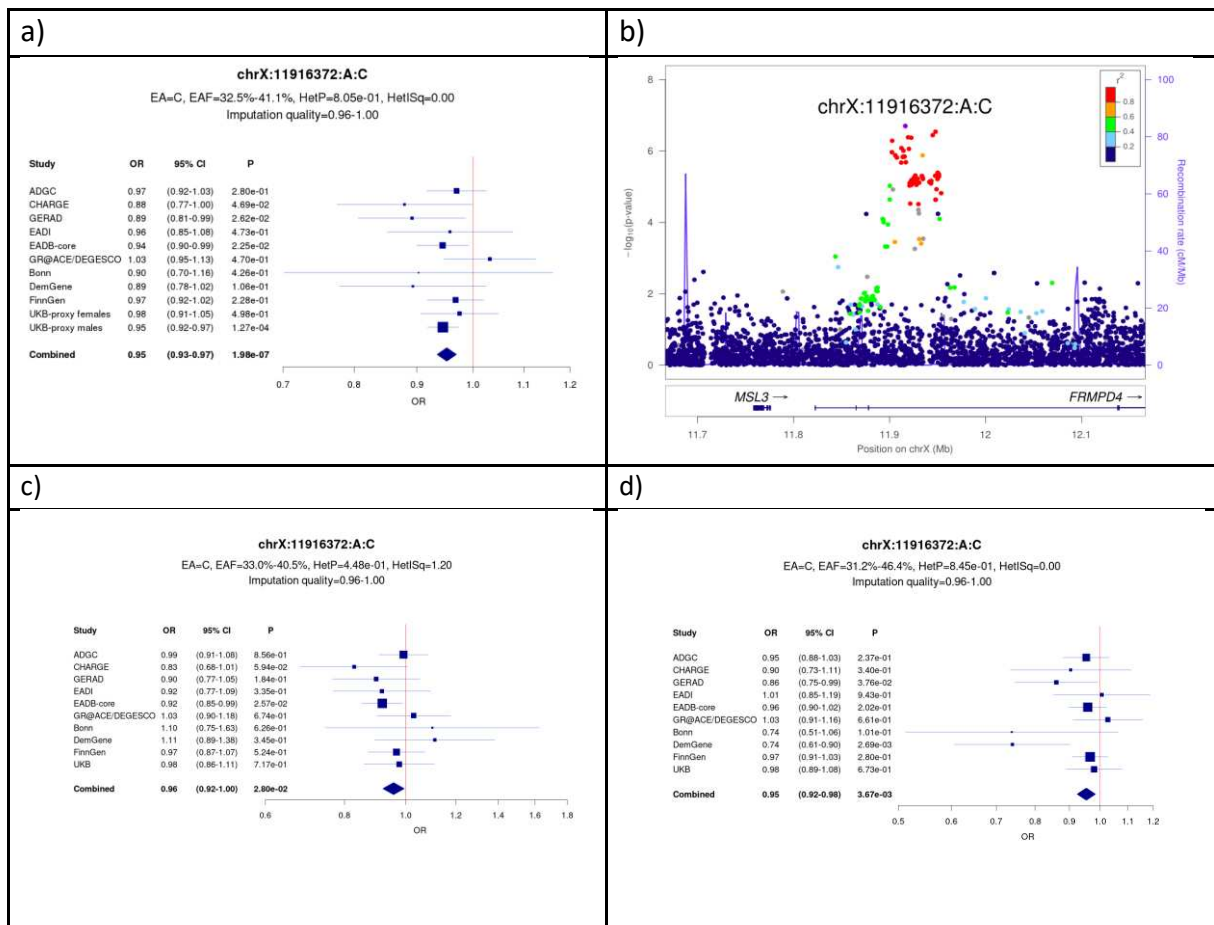 a)
chrX:11916372:A:C
EA=C, EAF=32.5%-41.1%, HetP=8.05e-01, HetISq=0.00
Imputation quality=0.96-1.00
Study OR 95% CI P
ADGC 0.97 (0.92-1.03) 2.80e-01
CHARGE 0.88 (0.77-1.00) 4.69e-02
GERAD 0.89 (0.81-0.99) 2.62e-02
EADI 0.96 (0.85-1.08) 4.73e-01
EADB-core 0.94 (0.90-0.99) 2.25e-02
GR@ACE/DEGESCO 1.03 (0.95-1.13) 4.70e-01
Bonn 0.90 (0.70-1.16) 4.26e-01
DemGene 0.89 (0.78-1.02) 1.06e-01
FinnGen 0.97 (0.92-1.02) 2.28e-01
UKB-proxy females 0.98 (0.91-1.05) 4.98e-01
UKB-proxy males 0.95 (0.92-0.97) 1.27e-04
Combined 0.95 (0.93-0.97) 1.98e-07
0.7 0.8 0.9 1.0 1.1 1.2
OR
b)
chrX:11916372:A:C
r²
0.8
0.6
0.4
0.2
8
6
4
2
0
−log₁₀(p-value)
100
80
60
40
20
0
Recombination rate (cM/Mb)
MSL3 →
FRMPD4 →
11.7 11.8 11.9 12 12.1
Position on chrX (Mb)
c)
chrX:11916372:A:C
EA=C, EAF=33.0%-40.5%, HetP=4.48e-01, HetISq=1.20
Imputation quality=0.96-1.00
Study OR 95% CI P
ADGC 0.99 (0.91-1.08) 8.56e-01
CHARGE 0.83 (0.68-1.01) 5.94e-02
GERAD 0.90 (0.77-1.05) 1.84e-01
EADI 0.92 (0.77-1.09) 3.35e-01
EADB-core 0.92 (0.85-0.99) 2.57e-02
GR@ACE/DEGESCO 1.03 (0.90-1.18) 6.74e-01
Bonn 1.10 (0.75-1.63) 6.26e-01
DemGene 1.11 (0.89-1.38) 3.45e-01
FinnGen 0.97 (0.87-1.07) 5.24e-01
UKB 0.98 (0.86-1.11) 7.17e-01
Combined 0.96 (0.92-1.00) 2.80e-02
0.6 0.8 1.0 1.2 1.4 1.6 1.8
OR
d)
chrX:11916372:A:C
EA=C, EAF=31.2%-46.4%, HetP=8.45e-01, HetISq=0.00
Imputation quality=0.96-1.00
Study OR 95% CI P
ADGC 0.95 (0.88-1.03) 2.37e-01
CHARGE 0.90 (0.73-1.11) 3.40e-01
GERAD 0.86 (0.75-0.99) 3.76e-02
EADI 1.01 (0.85-1.19) 9.43e-01
EADB-core 0.96 (0.90-1.02) 2.02e-01
GR@ACE/DEGESCO 1.03 (0.91-1.16) 6.61e-01
Bonn 0.74 (0.51-1.06) 1.01e-01
DemGene 0.74 (0.61-0.90) 2.69e-03
FinnGen 0.97 (0.91-1.03) 2.80e-01
UKB 0.98 (0.89-1.08) 6.73e-01
Combined 0.95 (0.92-0.98) 3.67e-03
0.5 0.6 0.7 0.8 0.9 1.0 1.1 1.2
OR